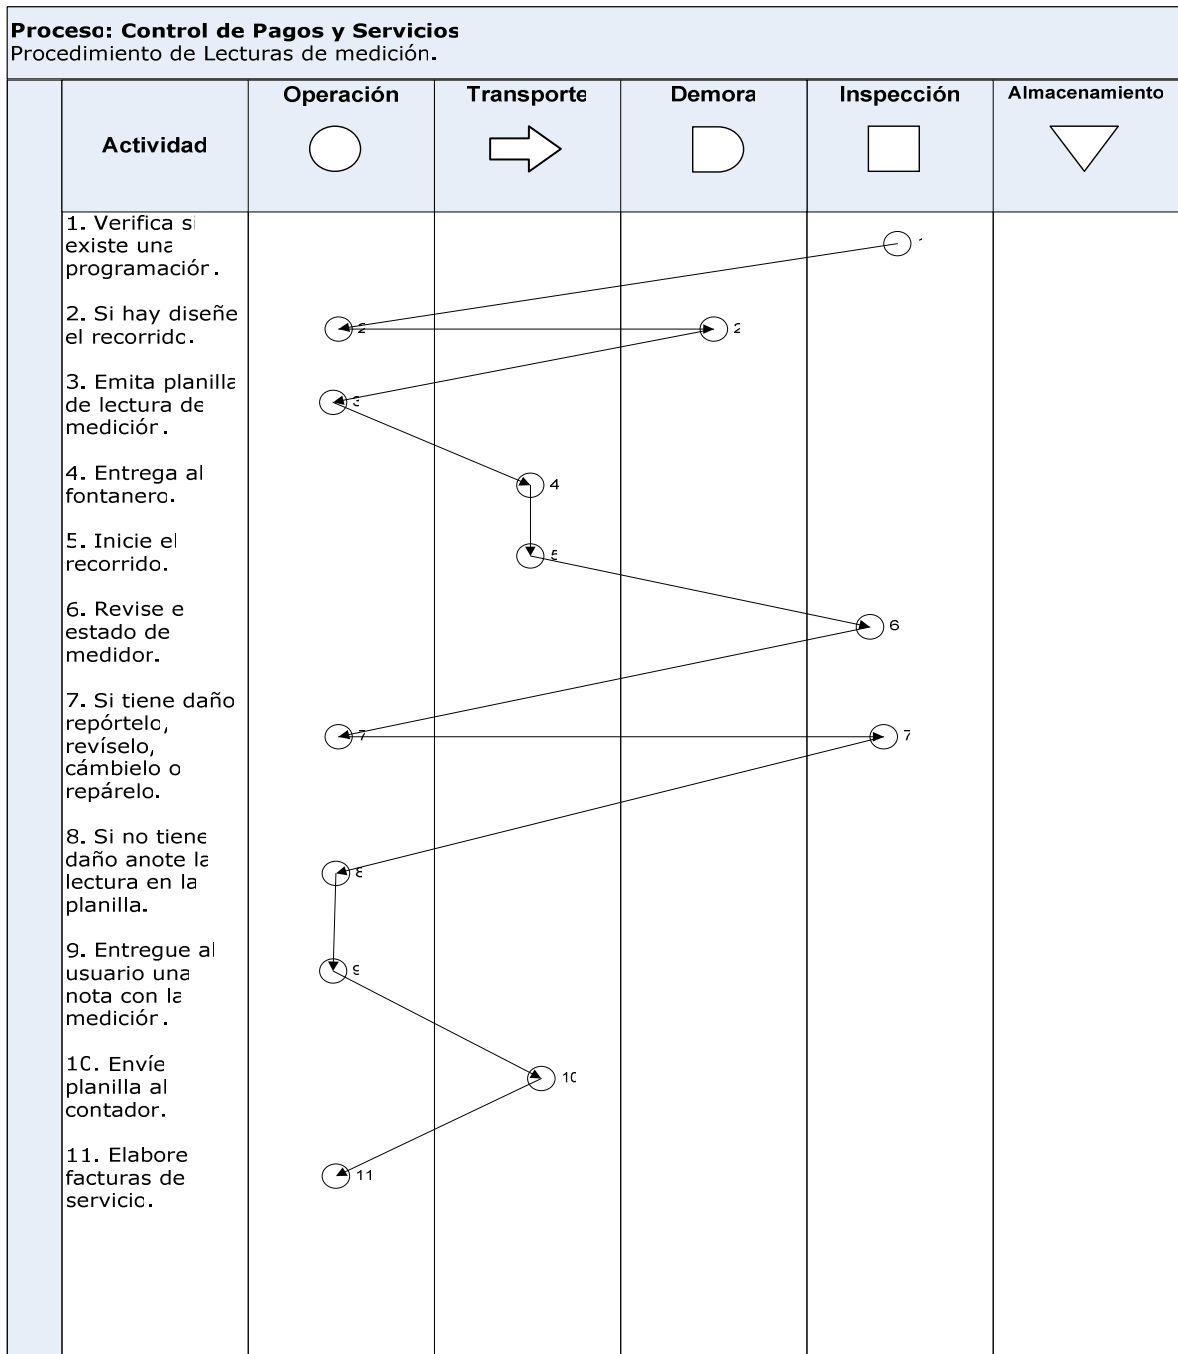 Proceso: Control de Pagos y Servicios
Procedimiento de Lecturas de medición.
Actividad
Operación
Transporte
Demora
Inspección
Almacenamiento
1. Verifica si
existe una
programación.
1
2. Si hay diseñe
el recorrido.
2
2
3. Emita planilla
de lectura de
medición.
3
4. Entrega al
fontanero.
4
5. Inicie el
recorrido.
5
6. Revise e
estado de
medidor.
6
7. Si tiene daño
repórtelo,
revíselo,
cámbielo o
repárelo.
7
7
8. Si no tiene
daño anote la
lectura en la
planilla.
8
9. Entregue al
usuario una
nota con la
medición.
9
10. Envíe
planilla al
contador.
10
11. Elabore
facturas de
servicio.
11